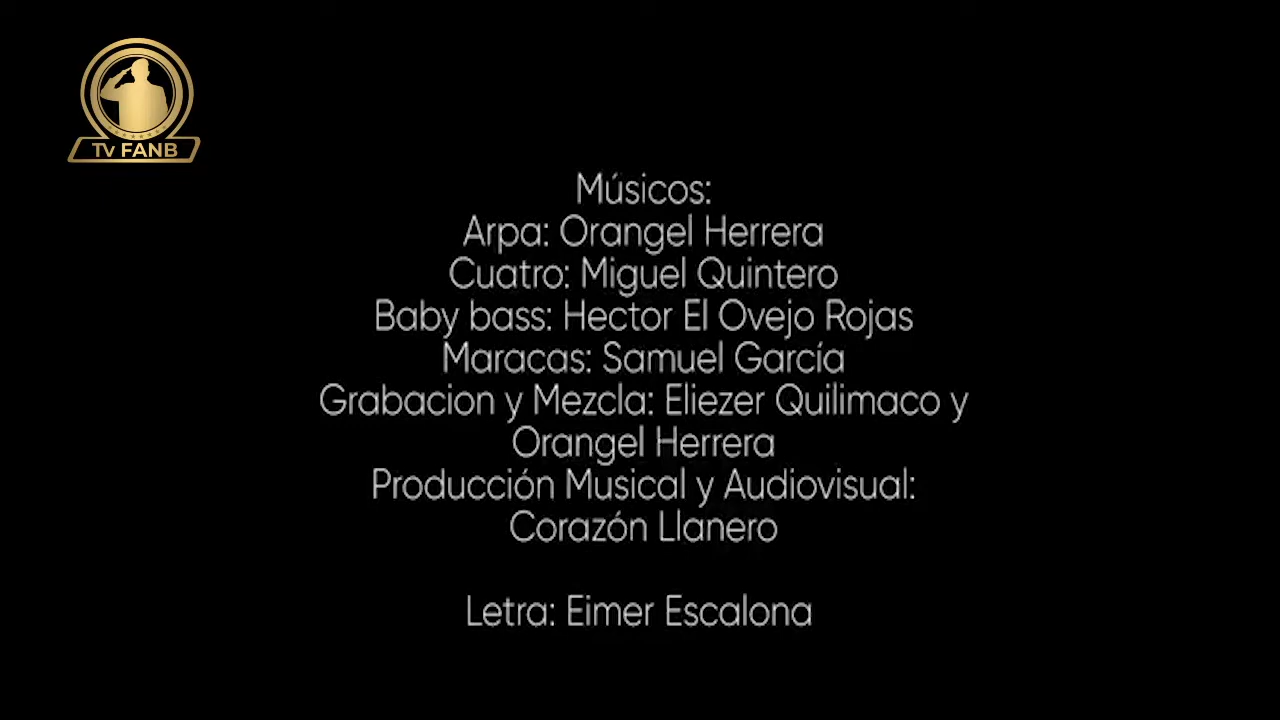 Tv FANB
Músicos:
Arpa: Orangel Herrera
Cuatro: Miguel Quintero
Baby bass: Hector El Ovejo Rojas
Maracas: Samuel García
Grabacion y Mezcla: Eliezer Quilimaco y
Orangel Herrera
Producción Musical y Audiovisual:
Corazón Llanero
Letra: Eimer Escalona